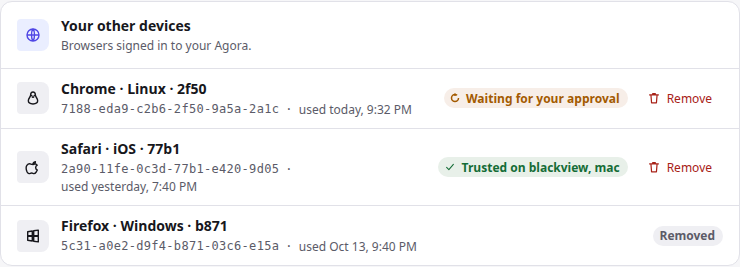 Your other devices
Browsers signed in to your Agora.
Chrome · Linux · 2f50
7188-eda9-c2b6-2f50-9a5a-2a1c · used today, 9:32 PM
Waiting for your approval
Remove
Safari · iOS · 77b1
2a90-11fe-0c3d-77b1-e420-9d05 ·
used yesterday, 7:40 PM
Trusted on blackview, mac
Remove
Firefox · Windows · b871
5c31-a0e2-d9f4-b871-03c6-e15a · used Oct 13, 9:40 PM
Removed